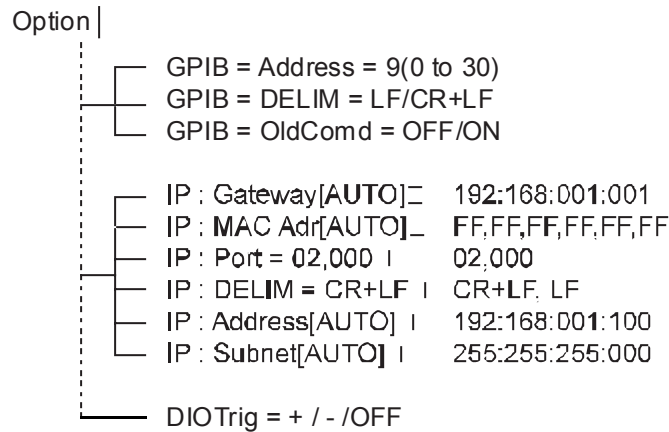 Option
GPIB = Address = 9(0 to 30)
GPIB = DELIM = LF/CR+LF
GPIB = OldComd = OFF/ON
IP : Gateway[AUTO] 192:168:001:001
IP : MAC Adr[AUTO] FF,FF,FF,FF,FF,FF
IP : Port = 02,000 02,000
IP : DELIM = CR+LF CR+LF, LF
IP : Address[AUTO] 192:168:001:100
IP : Subnet[AUTO] 255:255:255:000
DIOTrig = + / - /OFF